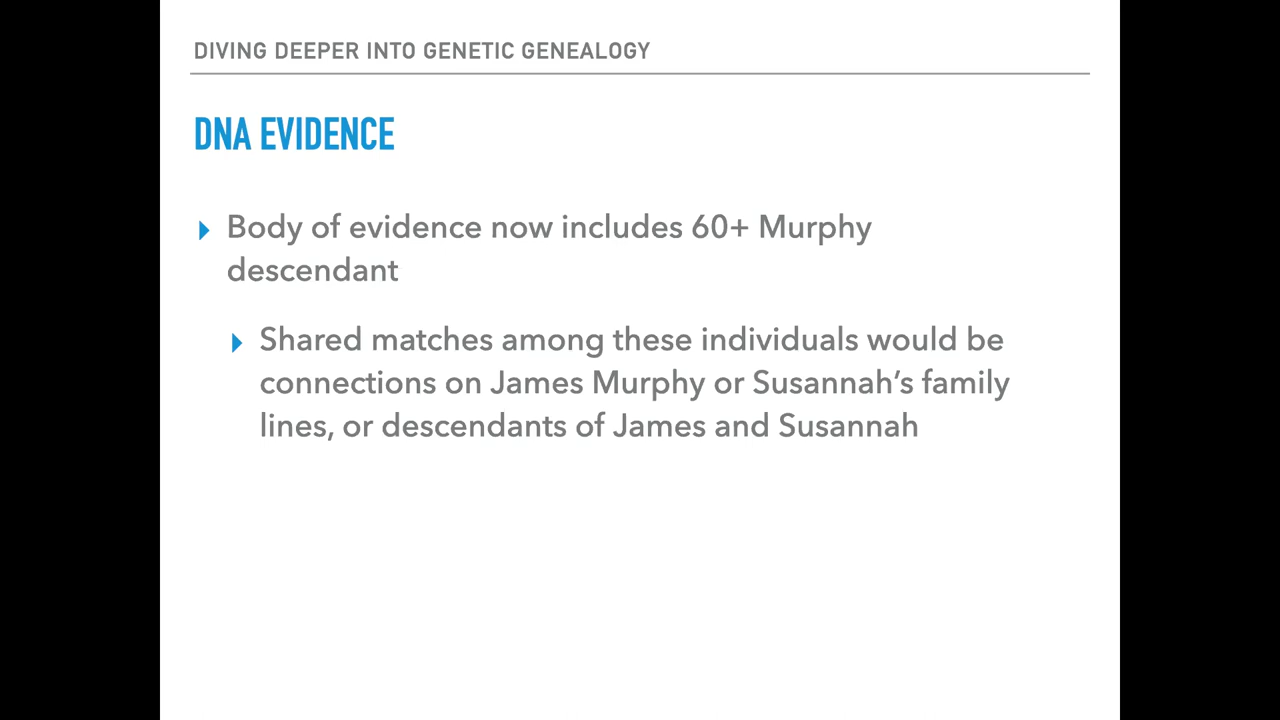 DIVING DEEPER INTO GENETIC GENEALOGY
DNA EVIDENCE
Body of evidence now includes 60+ Murphy
descendant
Shared matches among these individuals would be
connections on James Murphy or Susannah’s family
lines, or descendants of James and Susannah